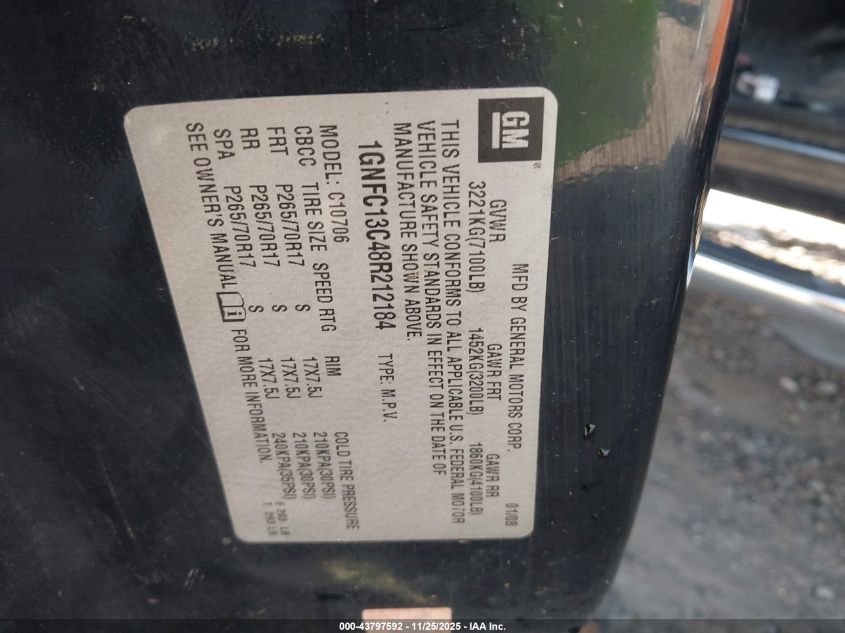 GM
MFD BY GENERAL MOTORS CORP. 01/08
GVWR GAWR FRT GAWR RR
3221KG(7100LB) 1452KG(3200LB) 1860KG(4100LB)
THIS VEHICLE CONFORMS TO ALL APPLICABLE U.S. FEDERAL MOTOR
VEHICLE SAFETY STANDARDS IN EFFECT ON THE DATE OF
MANUFACTURE SHOWN ABOVE.
1GNFC13C48R212184 TYPE: M.P.V.
MODEL: C10706
CBCC TIRE SIZE SPEED RTG RIM COLD TIRE PRESSURE
FRT P265/70R17 S 17X7.5J 210KPA(30PSI)
RR P265/70R17 S 17X7.5J 210KPA(30PSI)
SPA P265/70R17 S 17X7.5J 240KPA(35PSI)
SEE OWNER'S MANUAL i FOR MORE INFORMATION.
000-43797592 - 11/25/2025 - IAA Inc.